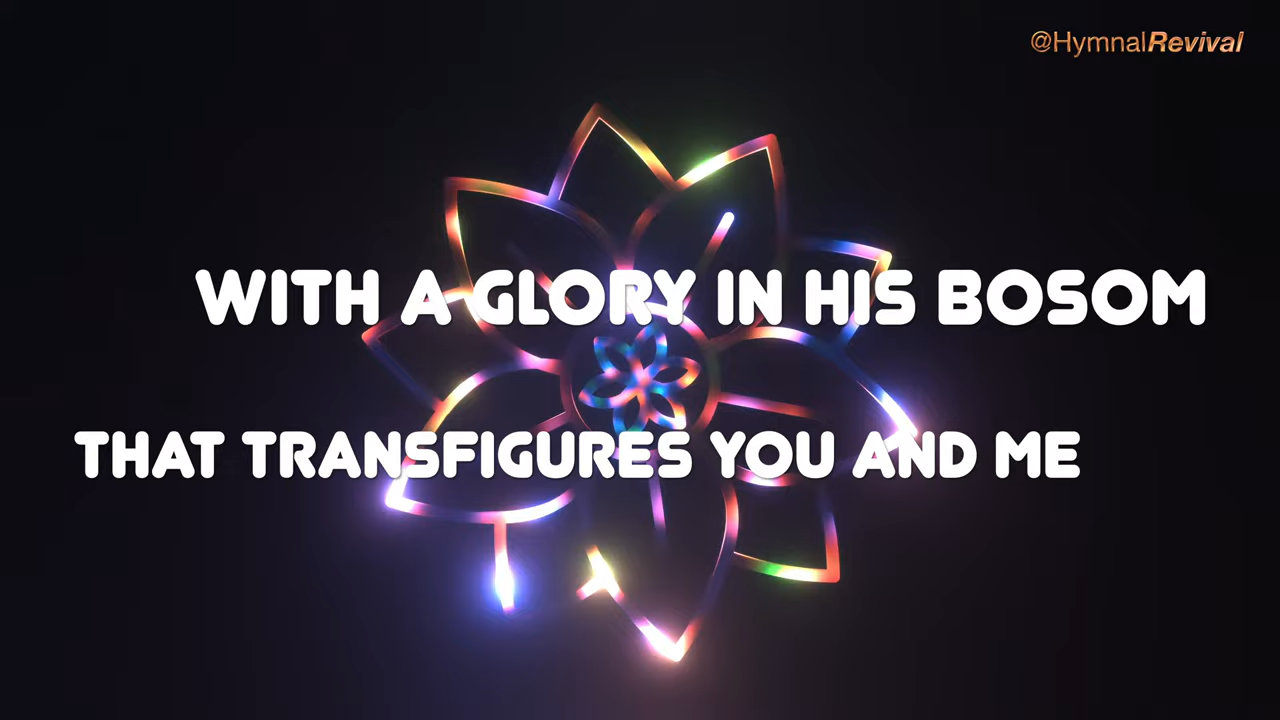 @HymnalRevival
WITH A GLORY IN HIS BOSOM
THAT TRANSFIGURES YOU AND ME